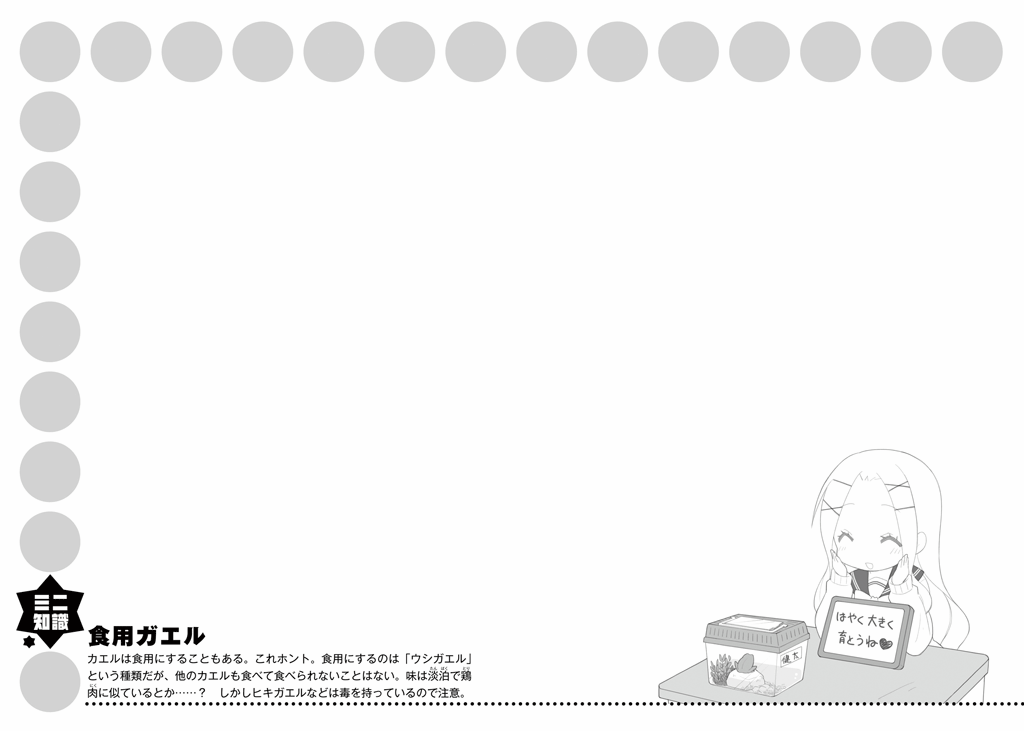 ミニ
知識
食用ガエル
カエルは食用にすることもある。これホント。食用にするのは「ウシガエル」
という種類だが、他のカエルも食べて食べられないことはない。味は淡泊で鶏
肉に似ているとか……？　しかしヒキガエルなどは毒を持っているので注意。
はやく大きく
育とうね♥
健太